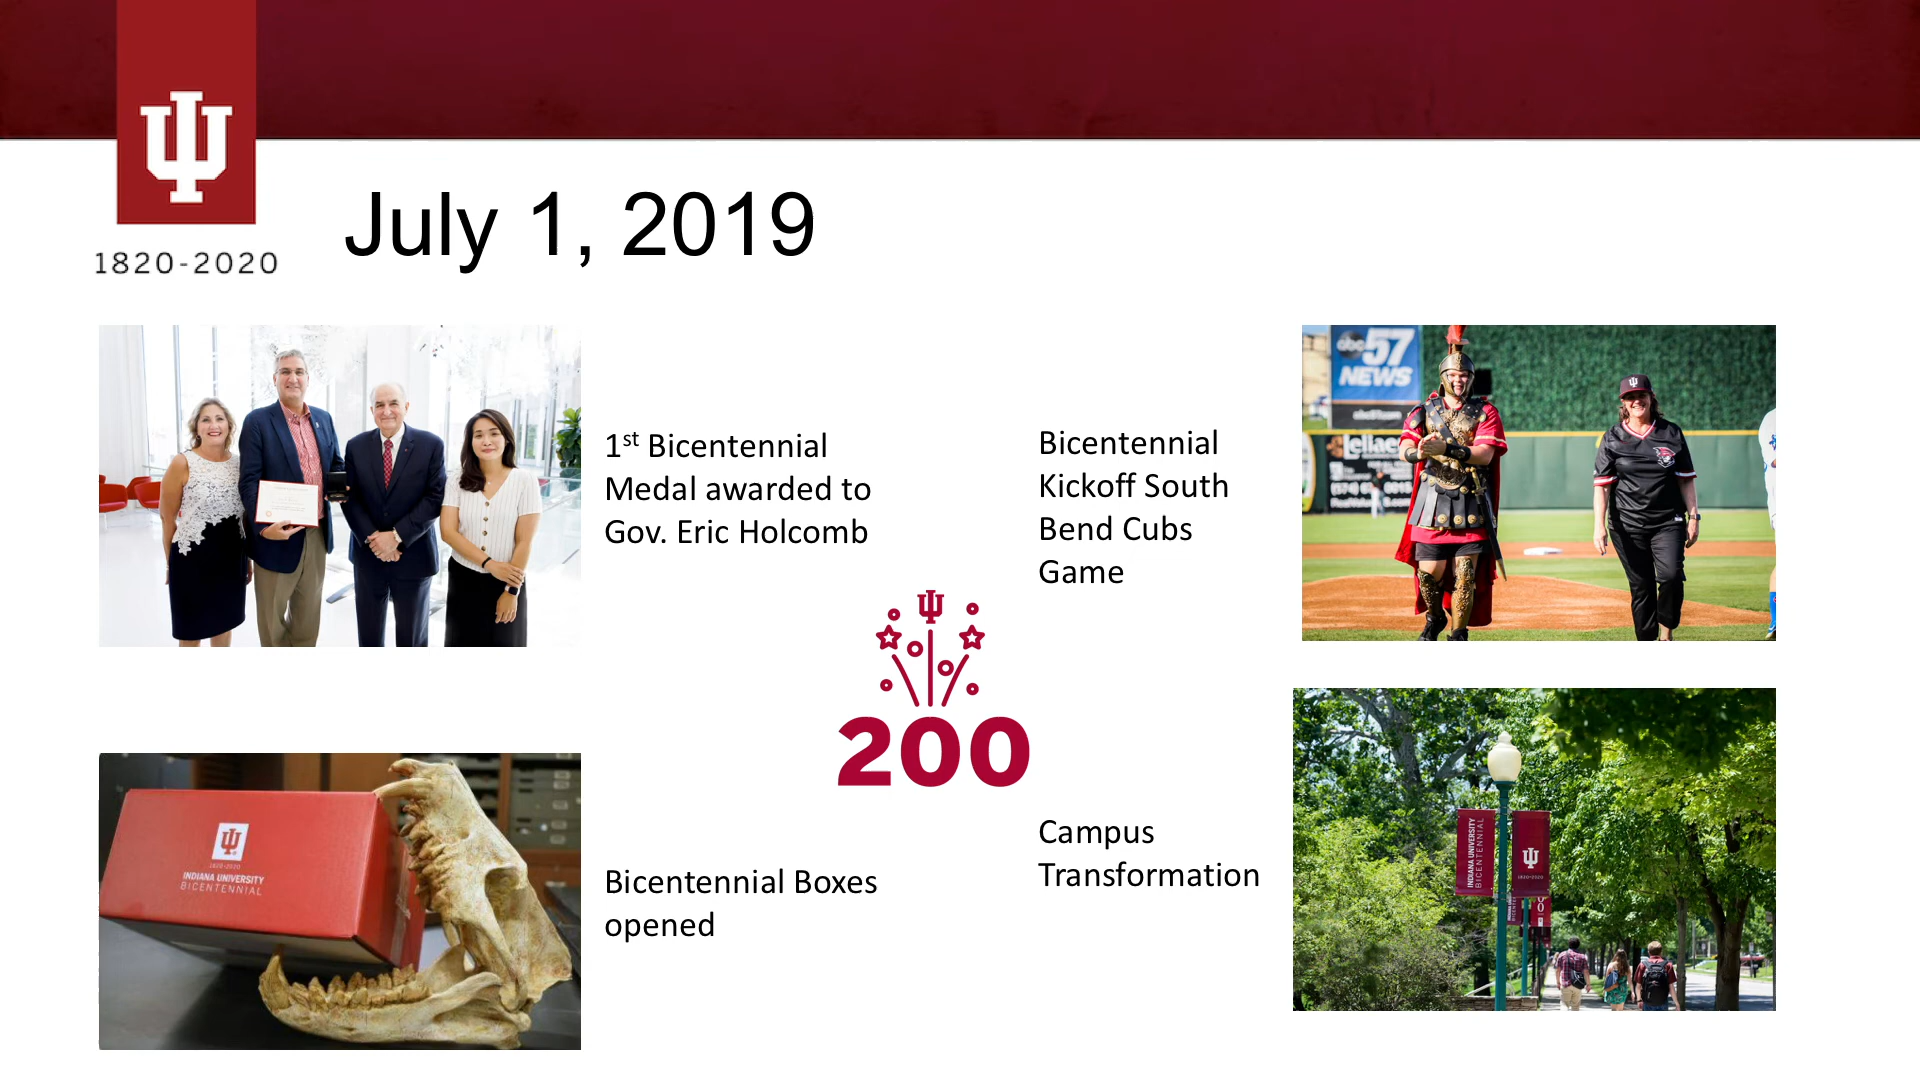 1820-2020
July 1, 2019
1st Bicentennial
Medal awarded to
Gov. Eric Holcomb
Bicentennial
Kickoff South
Bend Cubs
Game
abc 57
NEWS
200
Bicentennial Boxes
opened
1820-2020
INDIANA UNIVERSITY
BICENTENNIAL
Campus
Transformation
INDIANA UNIVERSITY
BICENTENNIAL
1820-2020